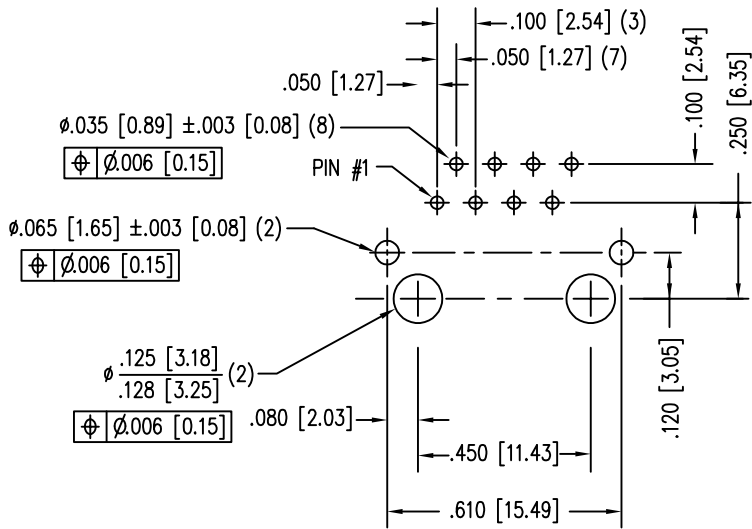 .100 [2.54] (3)
.050 [1.27] (7)
.050 [1.27]
.100 [2.54]
.250 [6.35]
ø.035 [0.89] ±.003 [0.08] (8)
⌖ Ø.006 [0.15]
PIN #1
ø.065 [1.65] ±.003 [0.08] (2)
⌖ Ø.006 [0.15]
ø .125 [3.18]
.128 [3.25] (2)
⌖ Ø.006 [0.15]
.080 [2.03]
.120 [3.05]
.450 [11.43]
.610 [15.49]